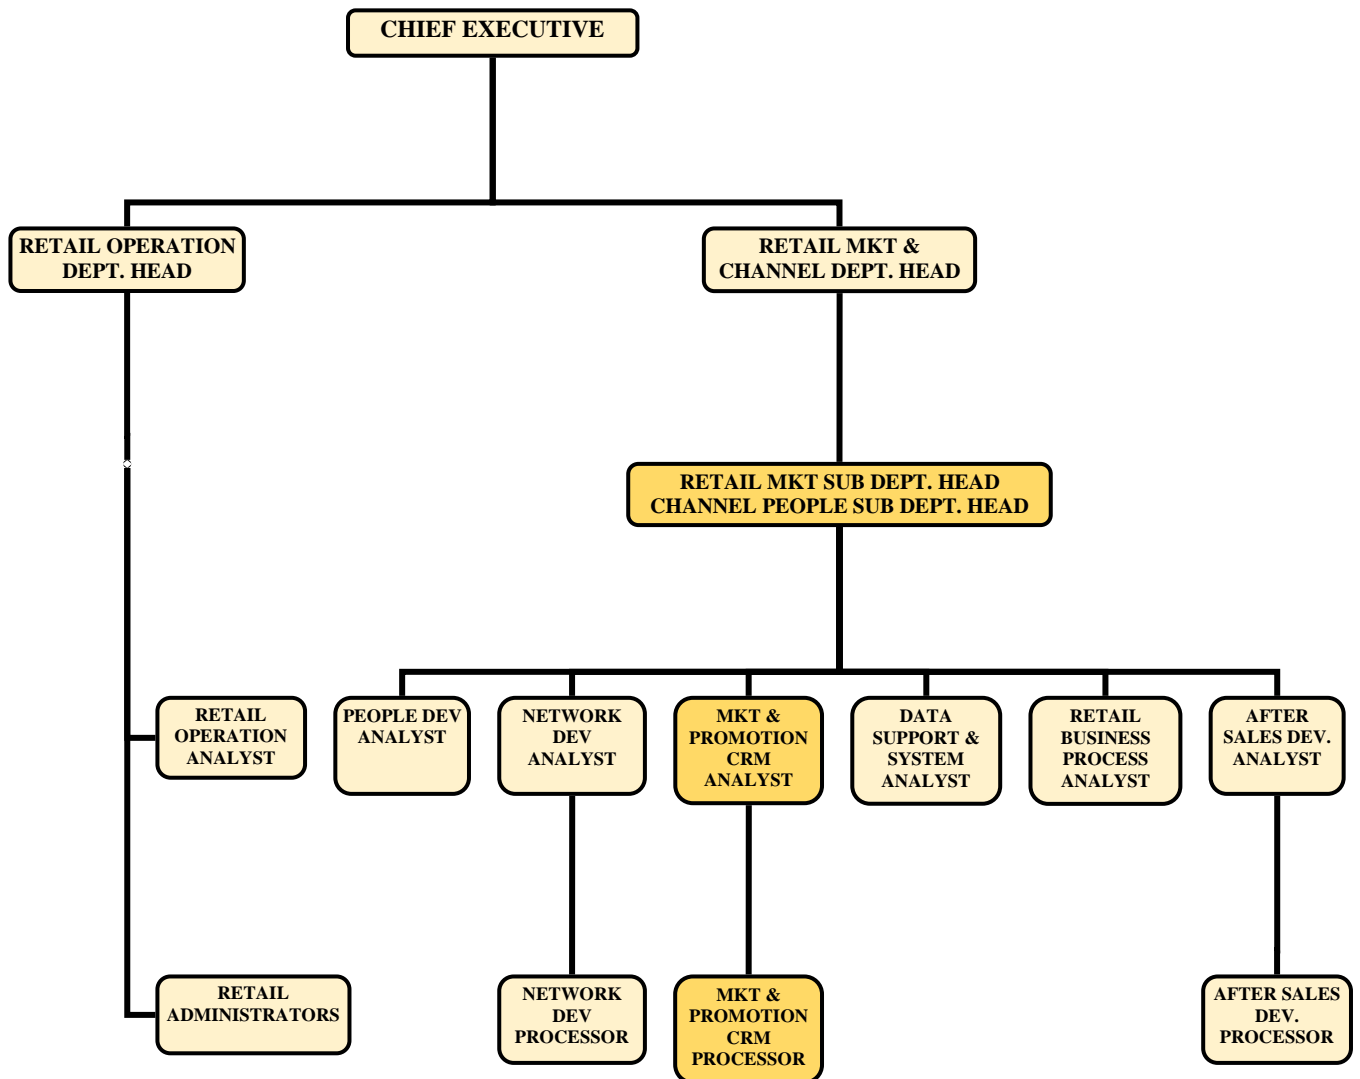 CHIEF EXECUTIVE
RETAIL OPERATION
DEPT. HEAD
RETAIL MKT &
CHANNEL DEPT. HEAD
RETAIL MKT SUB DEPT. HEAD
CHANNEL PEOPLE SUB DEPT. HEAD
RETAIL
OPERATION
ANALYST
PEOPLE DEV
ANALYST
NETWORK
DEV
ANALYST
MKT &
PROMOTION
CRM
ANALYST
DATA
SUPPORT &
SYSTEM
ANALYST
RETAIL
BUSINESS
PROCESS
ANALYST
AFTER
SALES DEV.
ANALYST
RETAIL
ADMINISTRATORS
NETWORK
DEV
PROCESSOR
MKT &
PROMOTION
CRM
PROCESSOR
AFTER SALES
DEV.
PROCESSOR